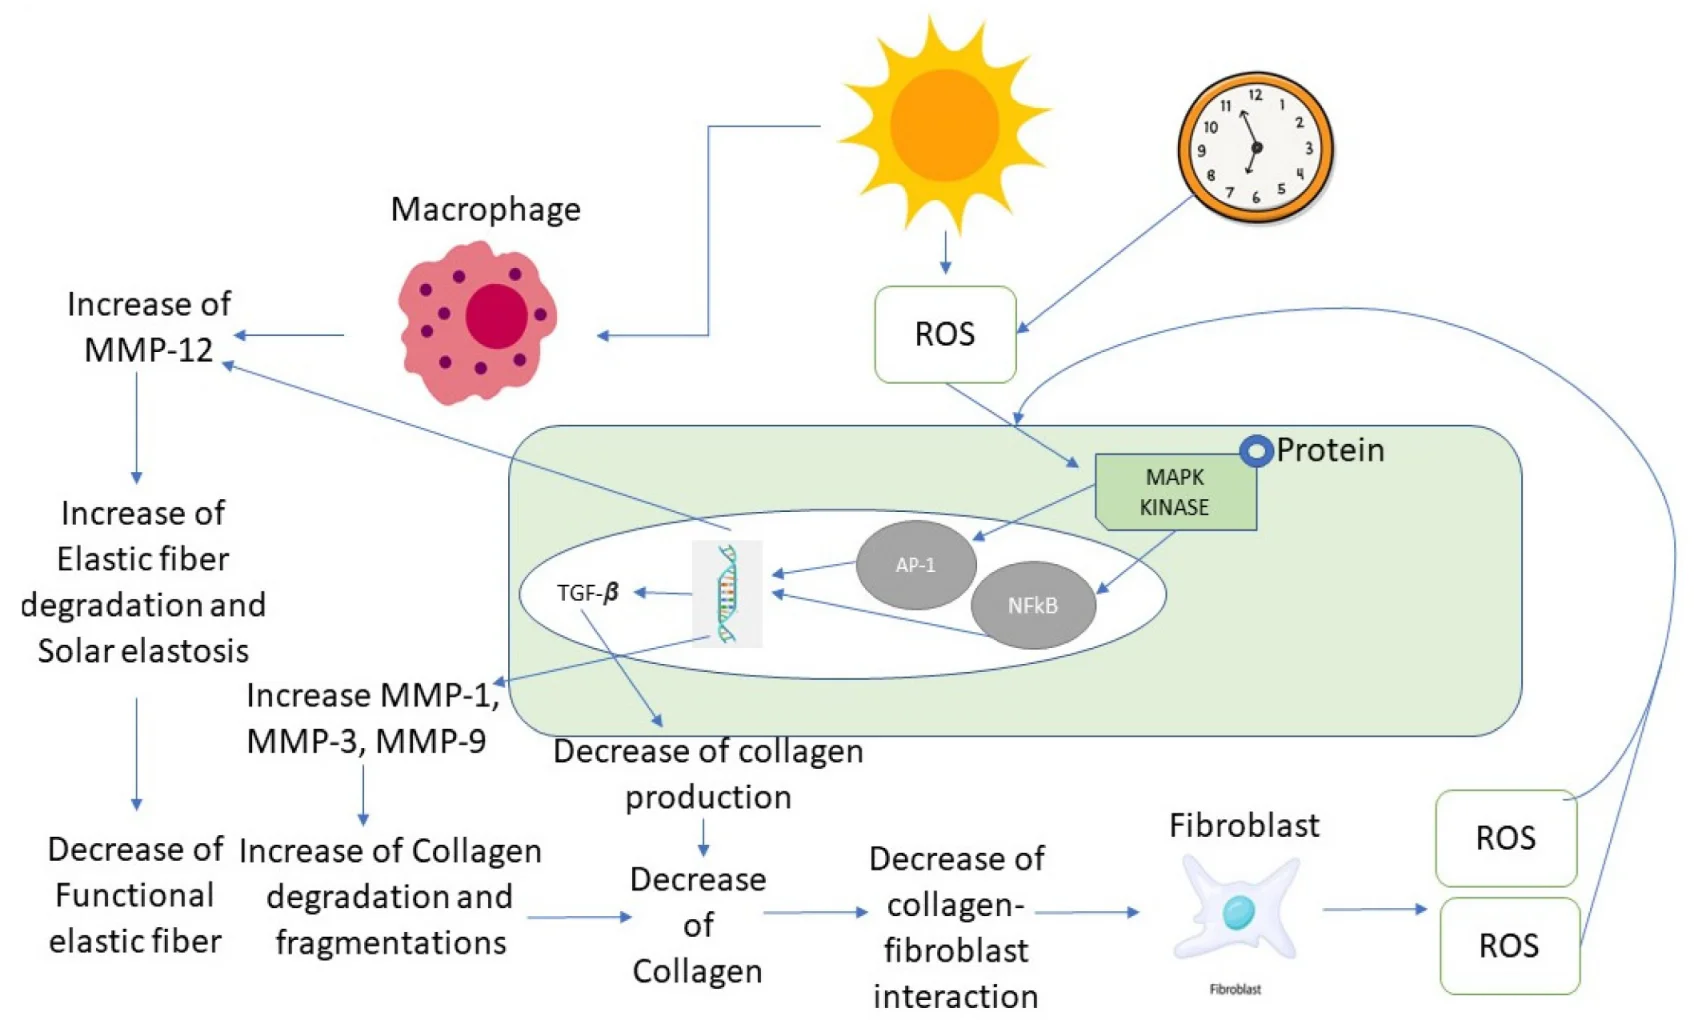 12
1
2
3
4
5
6
7
8
9
10
11
Macrophage
Increase of
MMP-12
ROS
Protein
MAPK
KINASE
AP-1
NFkB
TGF-β
Increase of
Elastic fiber
degradation and
Solar elastosis
Increase MMP-1,
MMP-3, MMP-9
Decrease of collagen
production
Decrease of
Functional
elastic fiber
Increase of Collagen
degradation and
fragmentations
Decrease
of
Collagen
Decrease of
collagen-
fibroblast
interaction
Fibroblast
Fibroblast
ROS
ROS